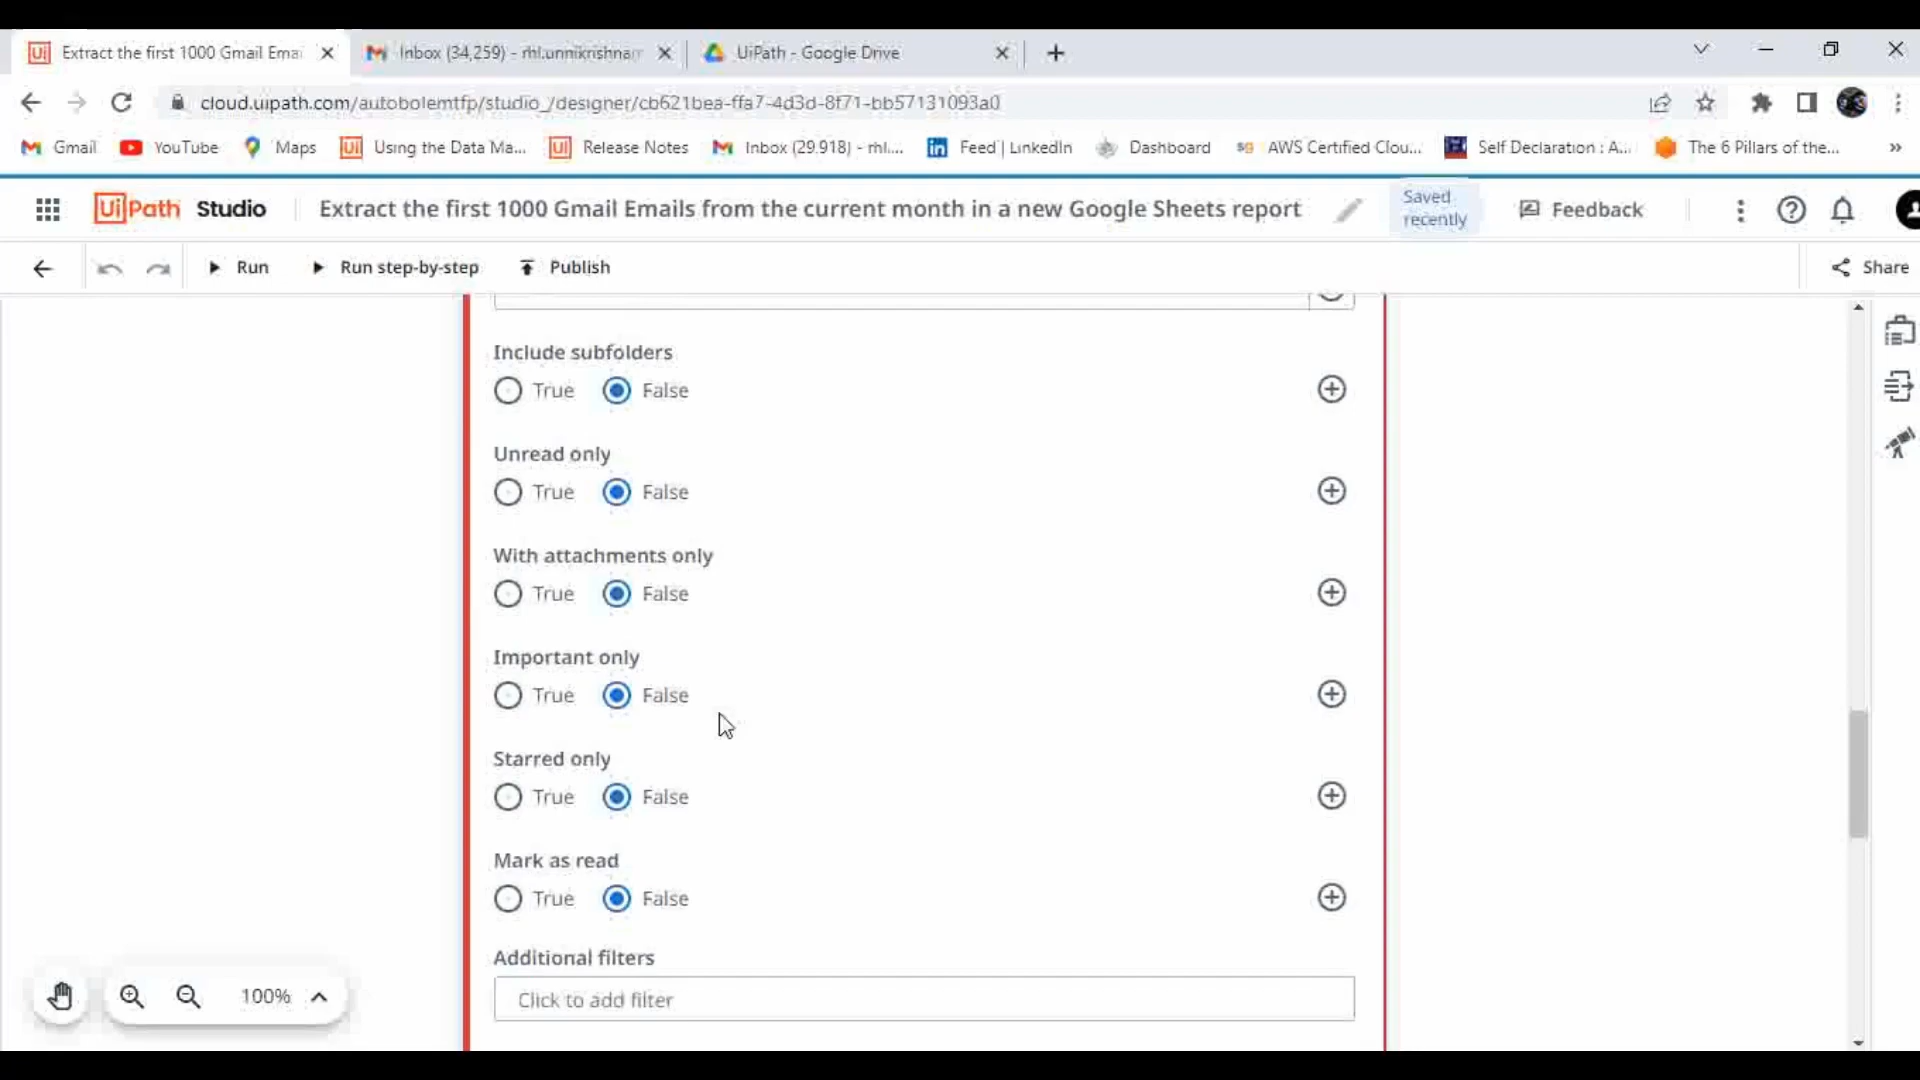 Extract the first 1000 Gmail Emai
Inbox (34,259) - rhl.unnikrishnan
UiPath - Google Drive
cloud.uipath.com/autobolemtfp/studio_/designer/cb621bea-ffa7-4d3d-8f71-bb57131093a0
Gmail
YouTube
Maps
Using the Data Ma...
Release Notes
Inbox (29,918) - rhl....
Feed | LinkedIn
Dashboard
AWS Certified Clou...
Self Declaration : A...
The 6 Pillars of the...
UiPath Studio
Extract the first 1000 Gmail Emails from the current month in a new Google Sheets report
Saved
recently
Feedback
Run
Run step-by-step
Publish
Share
Include subfolders
True False
Unread only
True False
With attachments only
True False
Important only
True False
Starred only
True False
Mark as read
True False
Additional filters
Click to add filter
100%